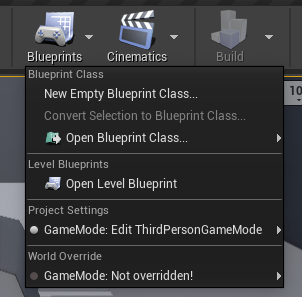 Blueprints Cinematics Build
Blueprint Class
New Empty Blueprint Class...
Convert Selection to Blueprint Class...
Open Blueprint Class...
Level Blueprints
Open Level Blueprint
Project Settings
GameMode: Edit ThirdPersonGameMode
World Override
GameMode: Not overridden!